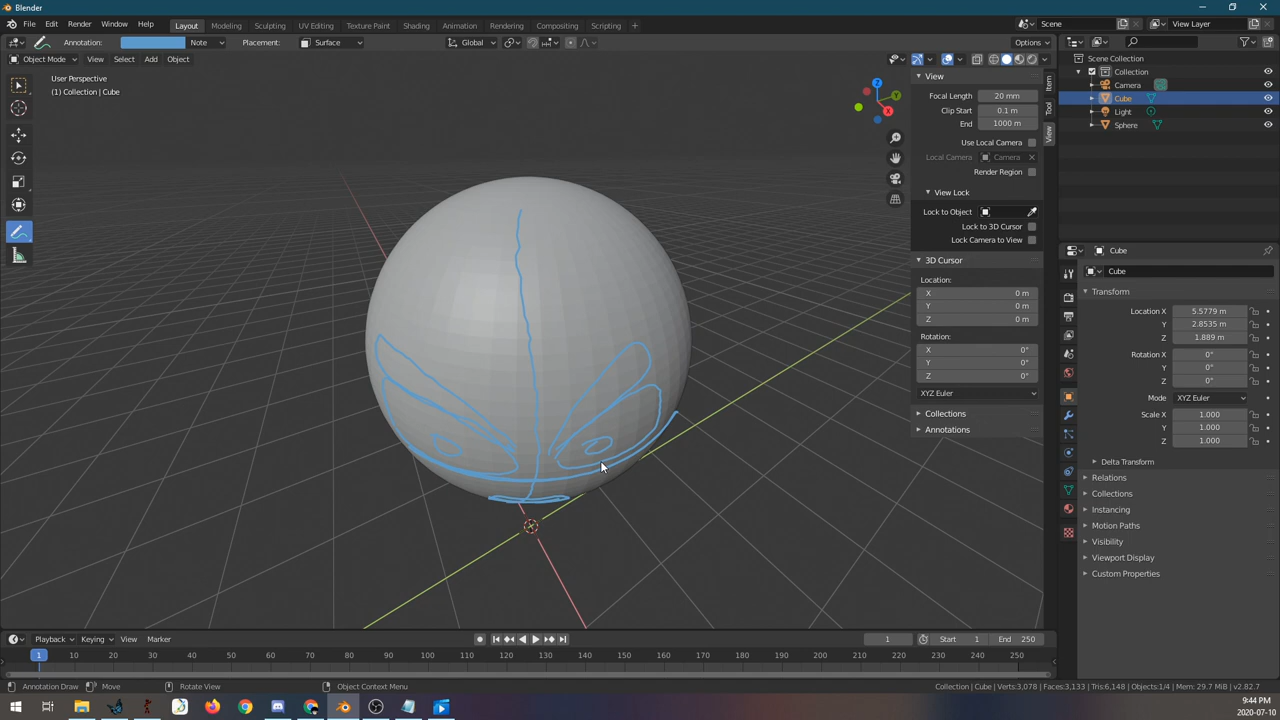 Blender
File Edit Render Window Help Layout Modeling Sculpting UV Editing Texture Paint Shading Animation Rendering Compositing Scripting + Scene View Layer
Annotation: Note Placement: Surface Global Options
Object Mode View Select Add Object
User Perspective
(1) Collection | Cube
View
Focal Length 20 mm
Clip Start 0.1 m
End 1000 m
Use Local Camera
Local Camera Camera
Render Region
View Lock
Lock to Object
Lock to 3D Cursor
Lock Camera to View
3D Cursor
Location:
X 0 m
Y 0 m
Z 0 m
Rotation:
X 0°
Y 0°
Z 0°
XYZ Euler
Collections
Annotations
Item
Tool
View
Z
Y
X
Scene Collection
Collection
Camera
Cube
Light
Sphere
Cube
Cube
Transform
Location X 5.5779 m
Y 2.8535 m
Z 1.889 m
Rotation X 0°
Y 0°
Z 0°
Mode XYZ Euler
Scale X 1.000
Y 1.000
Z 1.000
Delta Transform
Relations
Collections
Instancing
Motion Paths
Visibility
Viewport Display
Custom Properties
Playback Keying View Marker 1 Start 1 End 250
1 10 20 30 40 50 60 70 80 90 100 110 120 130 140 150 160 170 180 190 200 210 220 230 240 250
Annotation Draw Move Rotate View Object Context Menu Collection | Cube | Verts:3,078 | Faces:3,133 | Tris:6,148 | Objects:1/4 | Mem: 29.7 MiB | v2.82.7
9:44 PM
2020-07-10